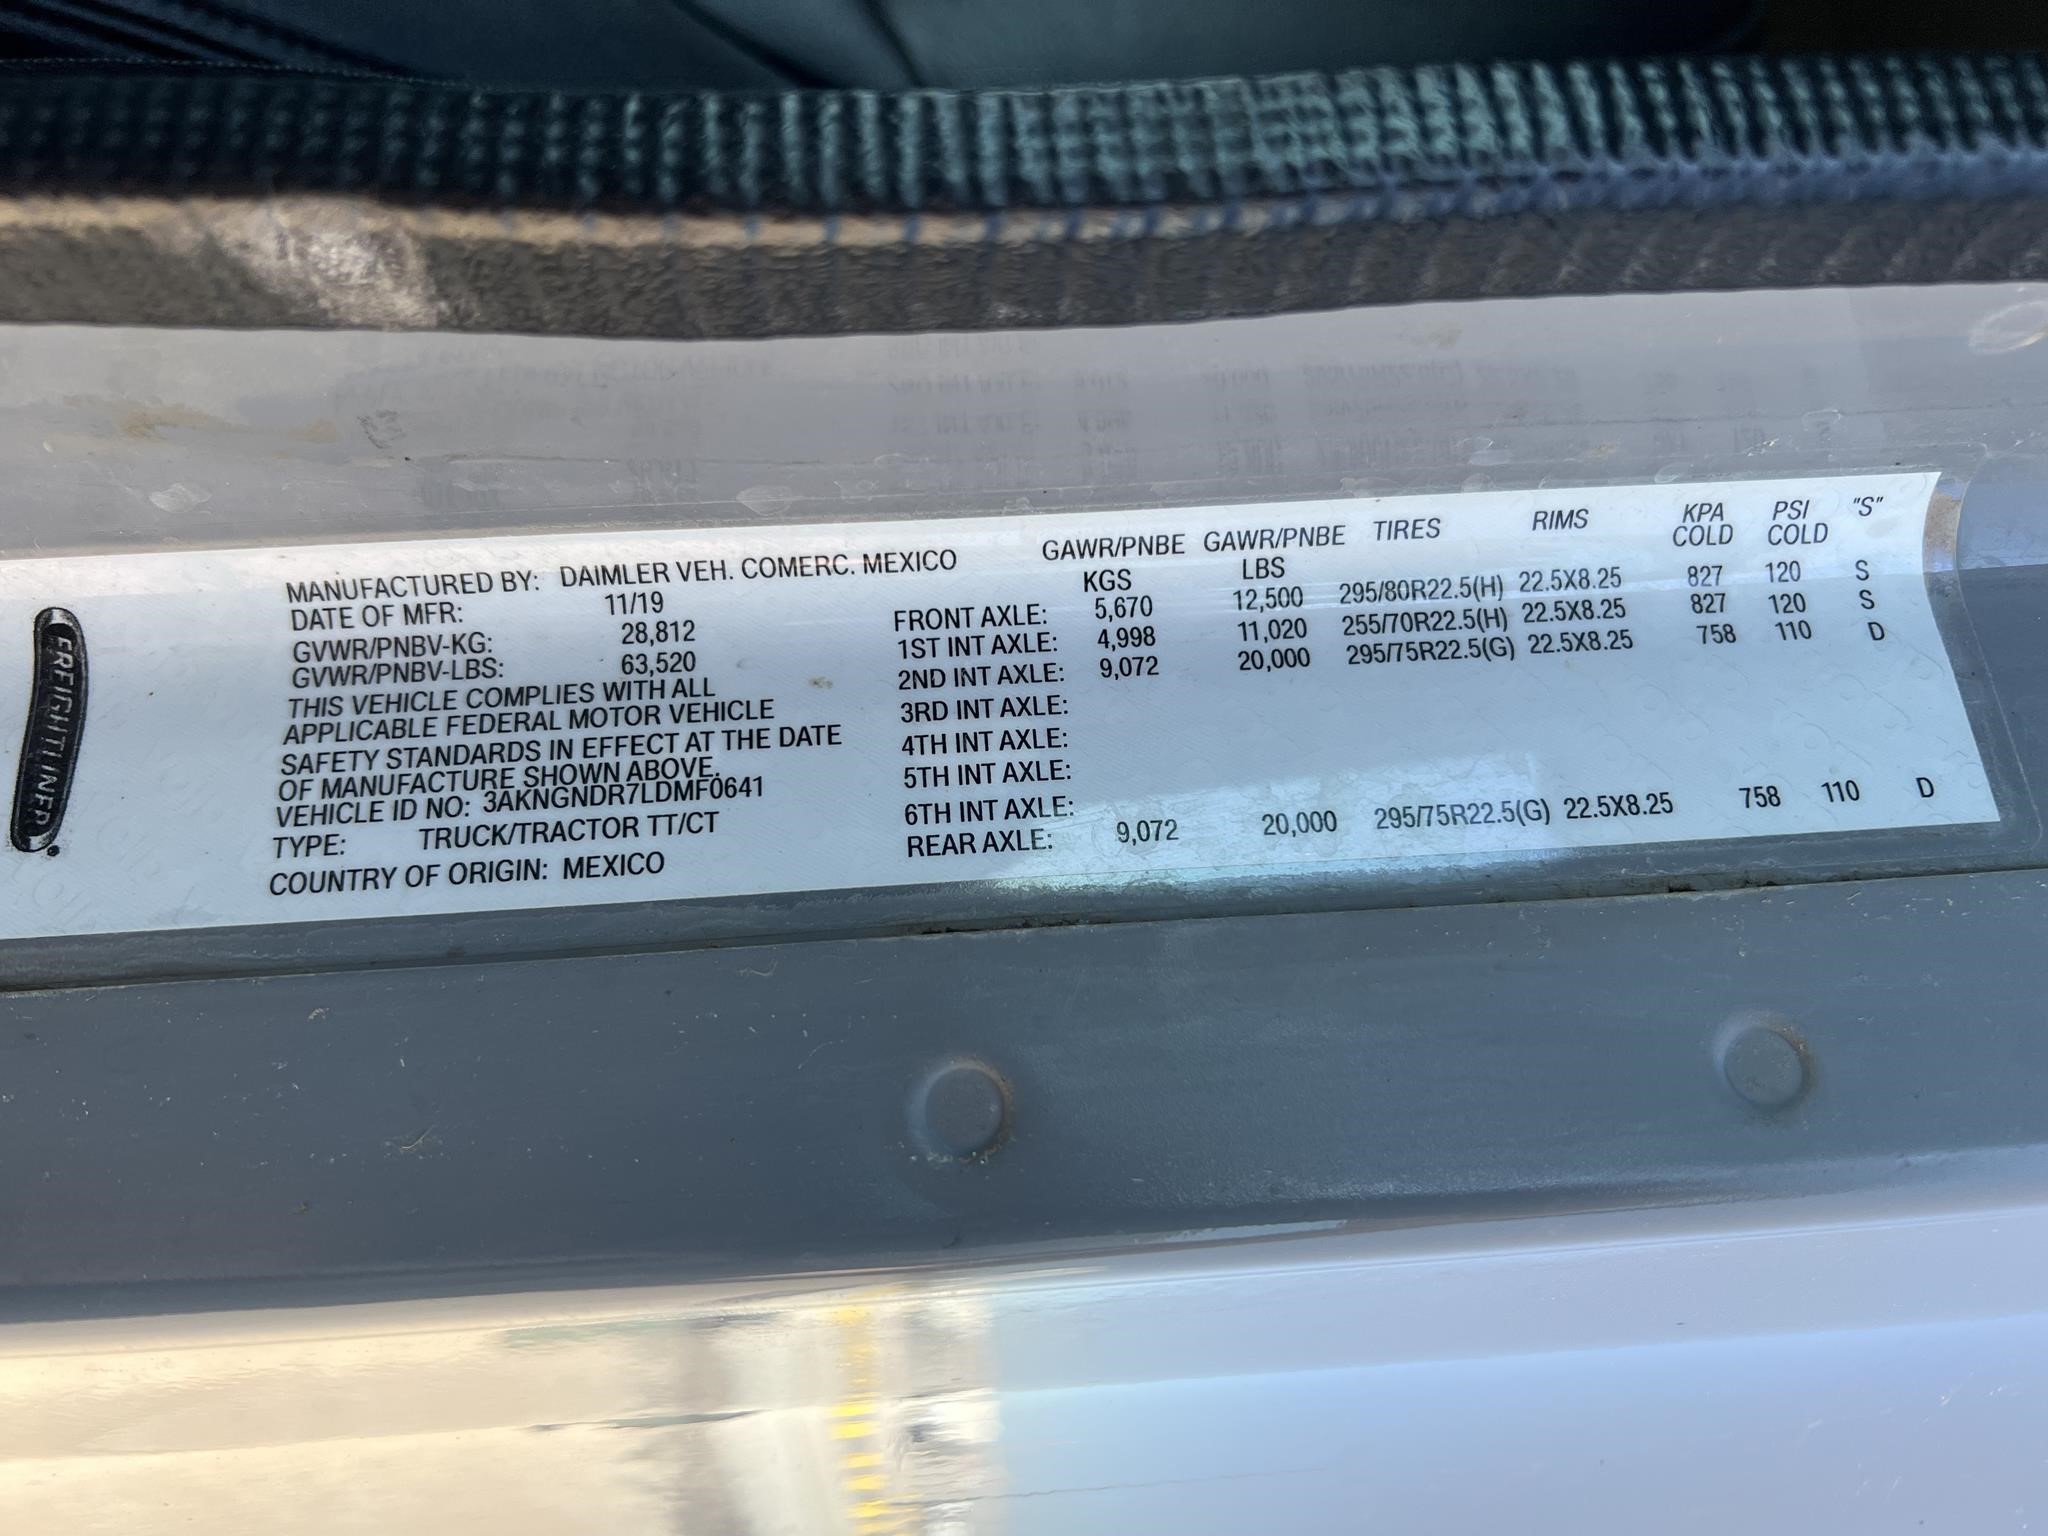 FREIGHTLINER
MANUFACTURED BY: DAIMLER VEH. COMERC. MEXICO
DATE OF MFR: 11/19
GVWR/PNBV-KG: 28,812
GVWR/PNBV-LBS: 63,520
THIS VEHICLE COMPLIES WITH ALL
APPLICABLE FEDERAL MOTOR VEHICLE
SAFETY STANDARDS IN EFFECT AT THE DATE
OF MANUFACTURE SHOWN ABOVE.
VEHICLE ID NO: 3AKNGNDR7LDMF0641
TYPE: TRUCK/TRACTOR TT/CT
COUNTRY OF ORIGIN: MEXICO
GAWR/PNBE KGS GAWR/PNBE LBS TIRES RIMS KPA COLD PSI COLD "S"
FRONT AXLE: 5,670 12,500 295/80R22.5(H) 22.5X8.25 827 120 S
1ST INT AXLE: 4,998 11,020 255/70R22.5(H) 22.5X8.25 827 120 S
2ND INT AXLE: 9,072 20,000 295/75R22.5(G) 22.5X8.25 758 110 D
3RD INT AXLE:
4TH INT AXLE:
5TH INT AXLE:
6TH INT AXLE:
REAR AXLE: 9,072 20,000 295/75R22.5(G) 22.5X8.25 758 110 D